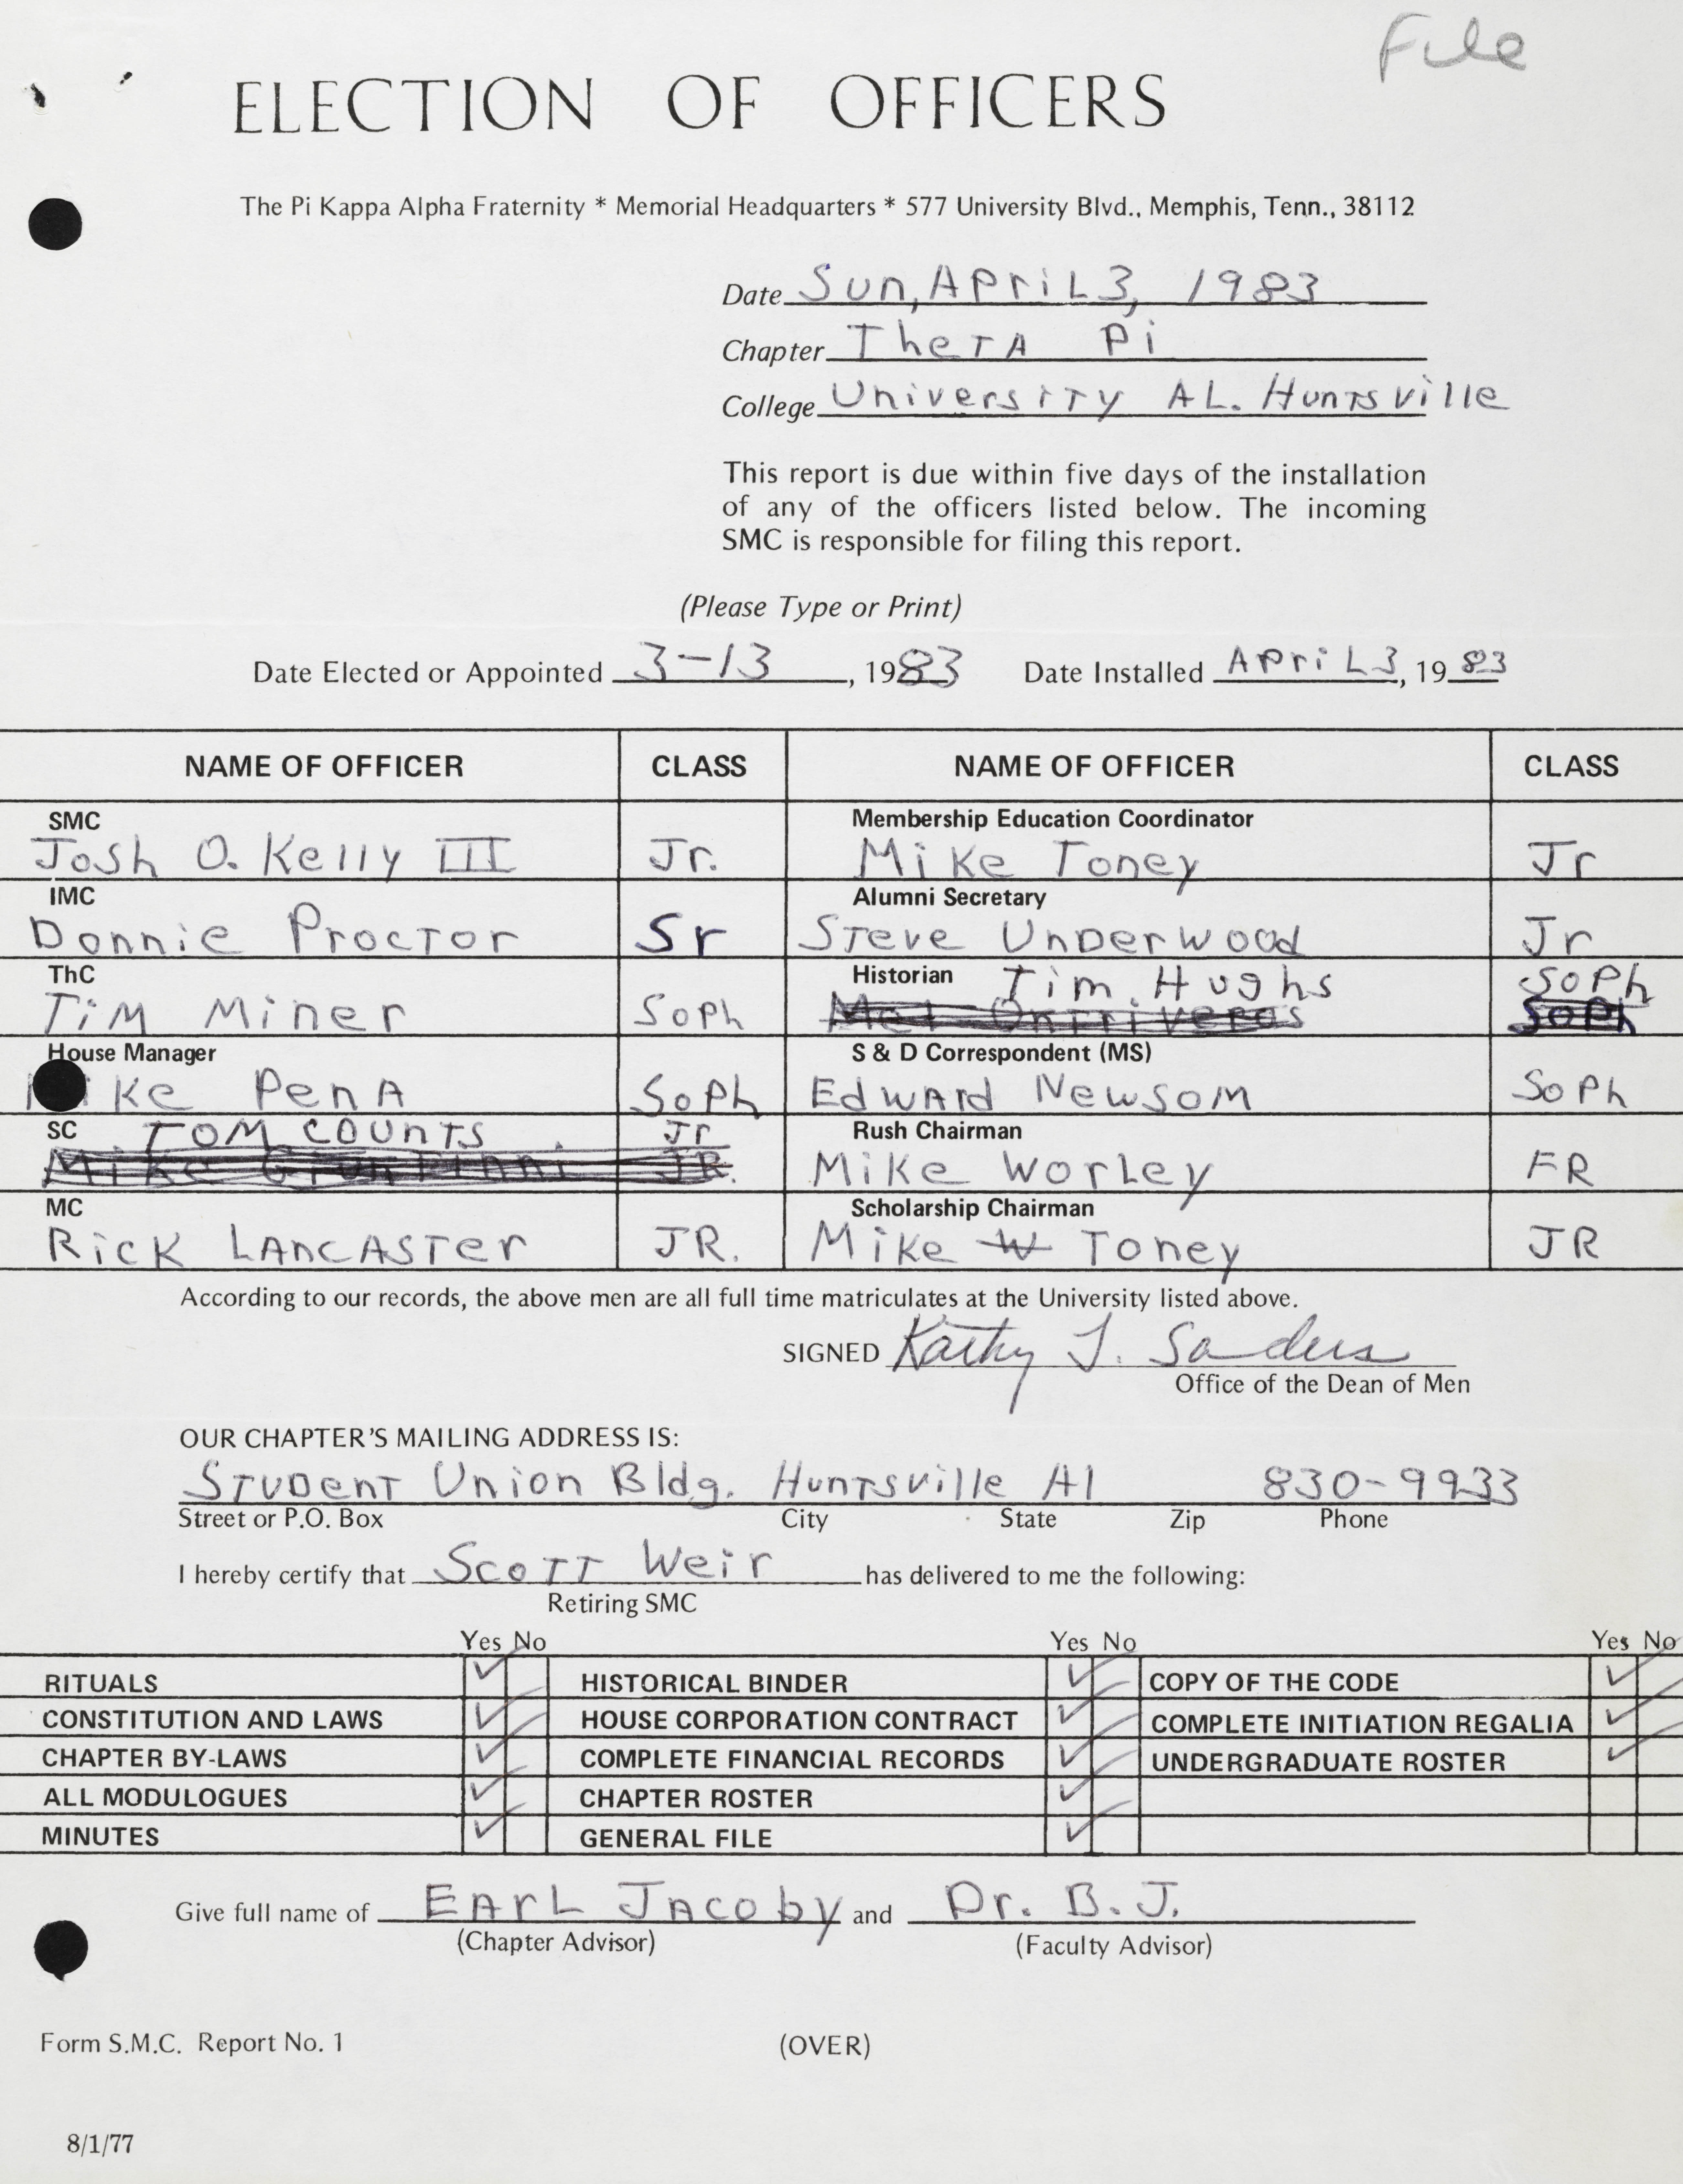 File
ELECTION OF OFFICERS
The Pi Kappa Alpha Fraternity * Memorial Headquarters * 577 University Blvd., Memphis, Tenn., 38112
Date Sun, April 3, 1983
Chapter Theta Pi
College University AL. Huntsville
This report is due within five days of the installation
of any of the officers listed below. The incoming
SMC is responsible for filing this report.
(Please Type or Print)
Date Elected or Appointed 3-13, 1983 Date Installed April 3, 1983
NAME OF OFFICER CLASS NAME OF OFFICER CLASS
SMC Membership Education Coordinator
Josh O. Kelly III Jr. Mike Toney Jr
IMC Alumni Secretary
Donnie Proctor Sr Steve Underwood Jr
ThC Historian Tim Hughs Soph
Tim Miner Soph Soph
House Manager S & D Correspondent (MS)
Mike Pena Soph Edward Newsom Soph
SC Tom Counts Jr Rush Chairman
Mike JR. Mike Worley FR
MC Scholarship Chairman
Rick Lancaster JR. Mike W Toney JR
According to our records, the above men are all full time matriculates at the University listed above.
SIGNED Kathy J. Sanders
Office of the Dean of Men
OUR CHAPTER'S MAILING ADDRESS IS:
Student Union Bldg. Huntsville Al 830-9933
Street or P.O. Box City State Zip Phone
I hereby certify that Scott Weir has delivered to me the following:
Retiring SMC
Yes No Yes No Yes No
RITUALS ✓ HISTORICAL BINDER ✓ COPY OF THE CODE ✓
CONSTITUTION AND LAWS ✓ HOUSE CORPORATION CONTRACT ✓ COMPLETE INITIATION REGALIA ✓
CHAPTER BY-LAWS ✓ COMPLETE FINANCIAL RECORDS ✓ UNDERGRADUATE ROSTER ✓
ALL MODULOGUES ✓ CHAPTER ROSTER ✓
MINUTES ✓ GENERAL FILE ✓
Give full name of Earl Jacoby and Dr. B.J.
(Chapter Advisor) (Faculty Advisor)
Form S.M.C. Report No. 1 (OVER)
8/1/77